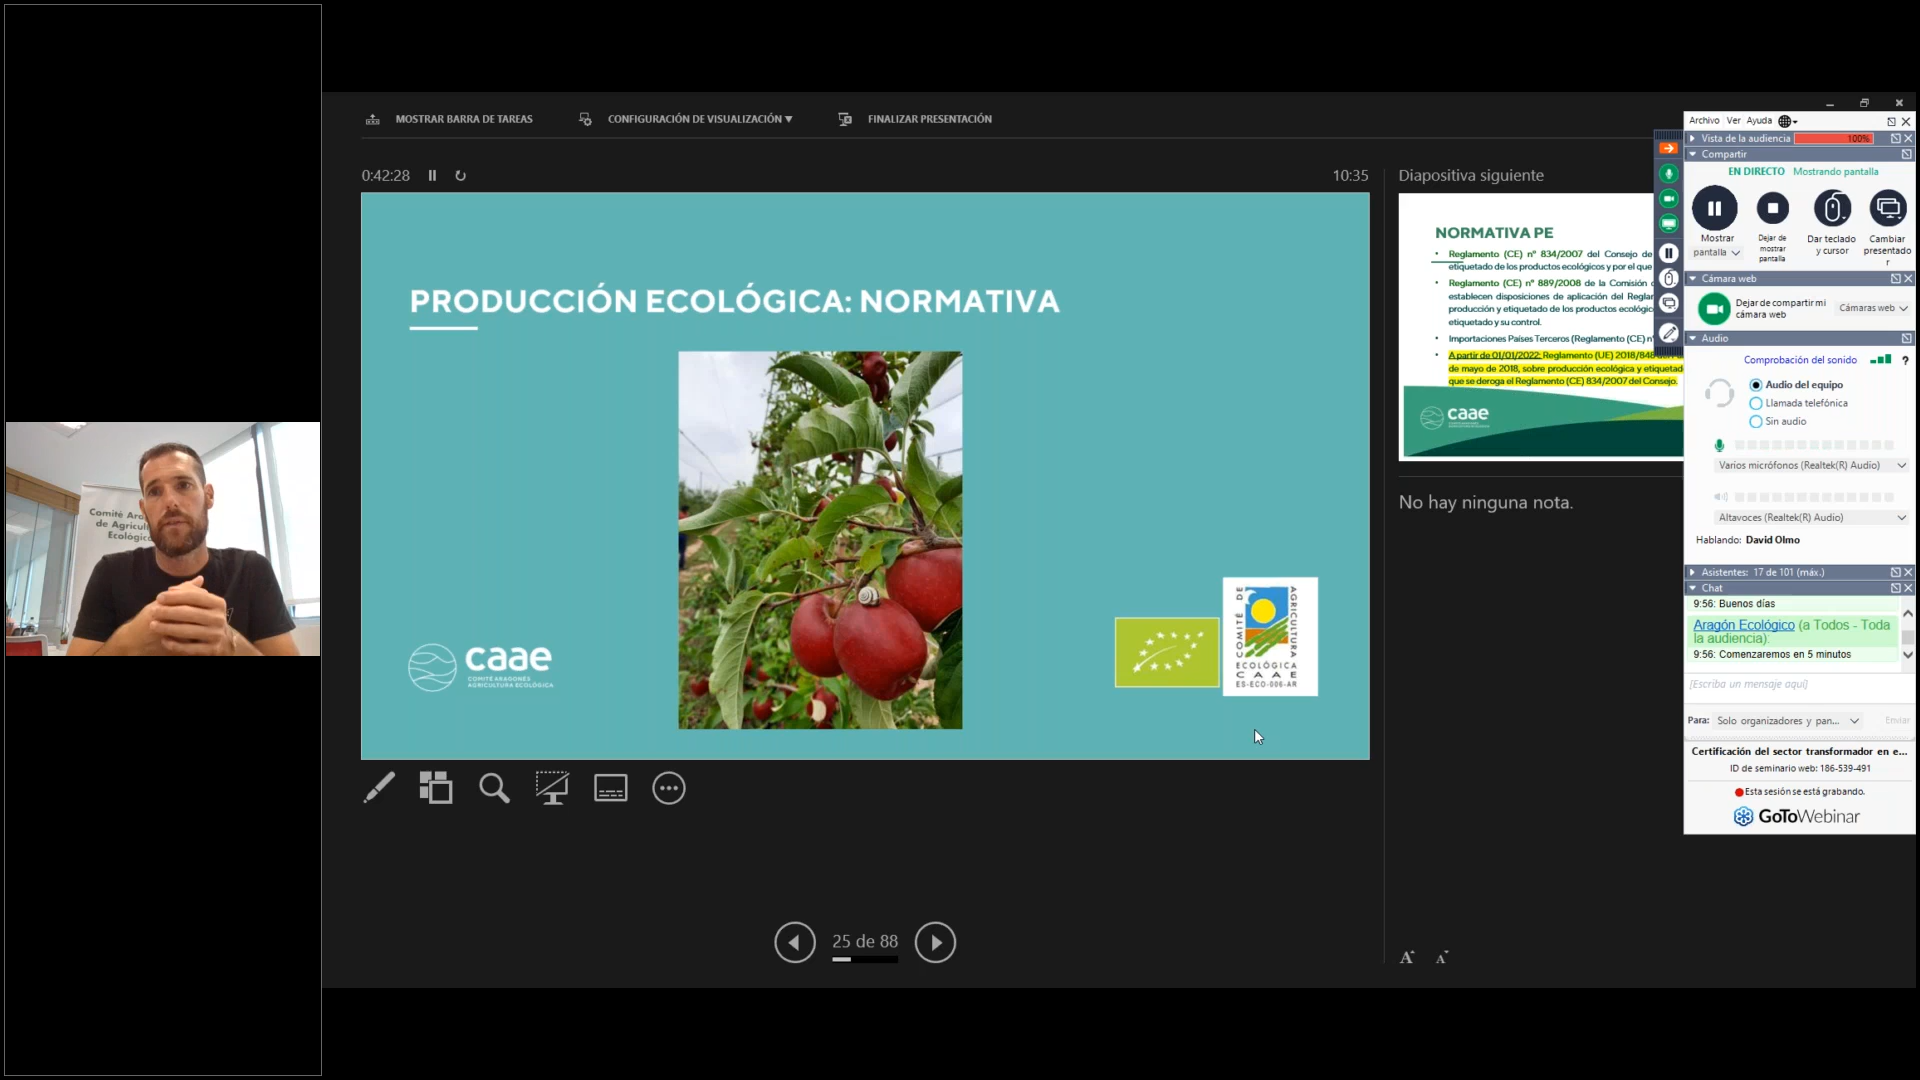 Comité Ara
de Agricul
Ecológic
MOSTRAR BARRA DE TAREAS
CONFIGURACIÓN DE VISUALIZACIÓN ▼
FINALIZAR PRESENTACIÓN
0:42:28
10:35
PRODUCCIÓN ECOLÓGICA: NORMATIVA
caae
COMITÉ ARAGONÉS
AGRICULTURA ECOLÓGICA
COMITÉ DE
AGRICULTURA
ECOLÓGICA
CAAE
ES-ECO-006-AR
25 de 88
Diapositiva siguiente
NORMATIVA PE
• Reglamento (CE) nº 834/2007 del Consejo de
etiquetado de los productos ecológicos y por el que
• Reglamento (CE) nº 889/2008 de la Comisión
establecen disposiciones de aplicación del Reglam
producción y etiquetado de los productos ecológic
etiquetado y su control.
• Importaciones Países Terceros (Reglamento (CE) nº
• A partir de 01/01/2022: Reglamento (UE) 2018/848
de mayo de 2018, sobre producción ecológica y etiquetad
que se deroga el Reglamento (CE) 834/2007 del Consejo.
caae
No hay ninguna nota.
A A
Archivo Ver Ayuda
Vista de la audiencia 100%
Compartir
EN DIRECTO Mostrando pantalla
Mostrar
pantalla
Dejar de
mostrar
pantalla
Dar teclado
y cursor
Cambiar
presentado
r
Cámara web
Dejar de compartir mi
cámara web
Cámaras web
Audio
Comprobación del sonido ?
Audio del equipo
Llamada telefónica
Sin audio
Varios micrófonos (Realtek(R) Audio)
Altavoces (Realtek(R) Audio)
Hablando: David Olmo
Asistentes: 17 de 101 (máx.)
Chat
9:56: Buenos días
Aragón Ecológico (a Todos - Toda
la audiencia):
9:56: Comenzaremos en 5 minutos
[Escriba un mensaje aquí]
Para: Solo organizadores y pan...
Enviar
Certificación del sector transformador en e...
ID de seminario web: 186-539-491
Esta sesión se está grabando.
GoToWebinar